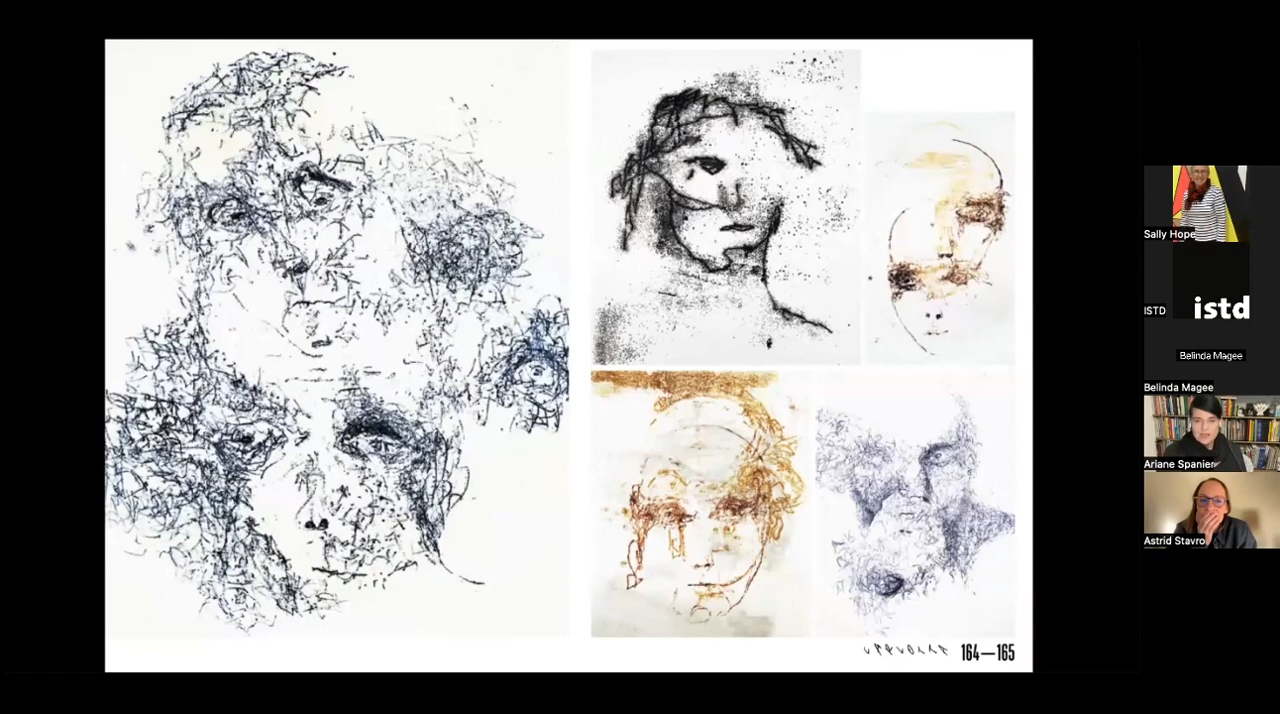 Sally Hope
istd
ISTD
Belinda Magee
Belinda Magee
Ariane Spanier
Astrid Stavro
164—165